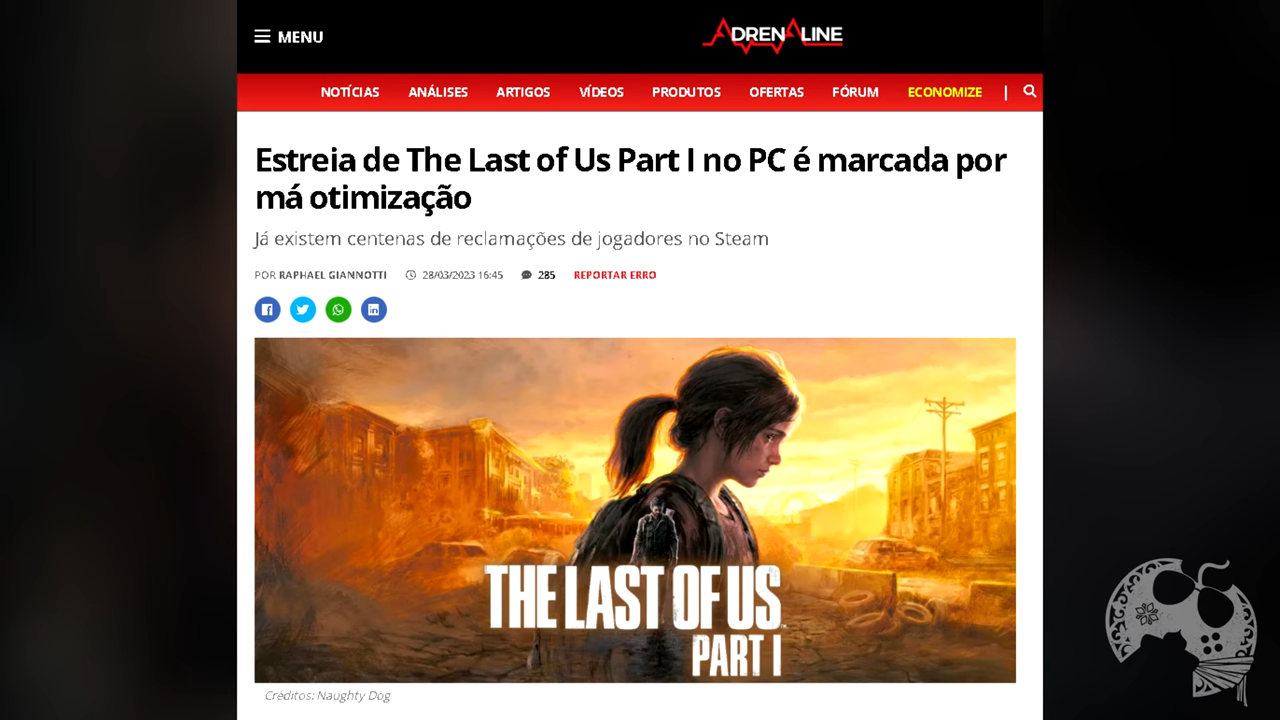 MENU
ADRENALINE
NOTÍCIAS ANÁLISES ARTIGOS VÍDEOS PRODUTOS OFERTAS FÓRUM ECONOMIZE |
Estreia de The Last of Us Part I no PC é marcada por
má otimização
Já existem centenas de reclamações de jogadores no Steam
POR RAPHAEL GIANNOTTI 28/03/2023 16:45 285 REPORTAR ERRO
THE LAST OF US
PART I
Créditos: Naughty Dog